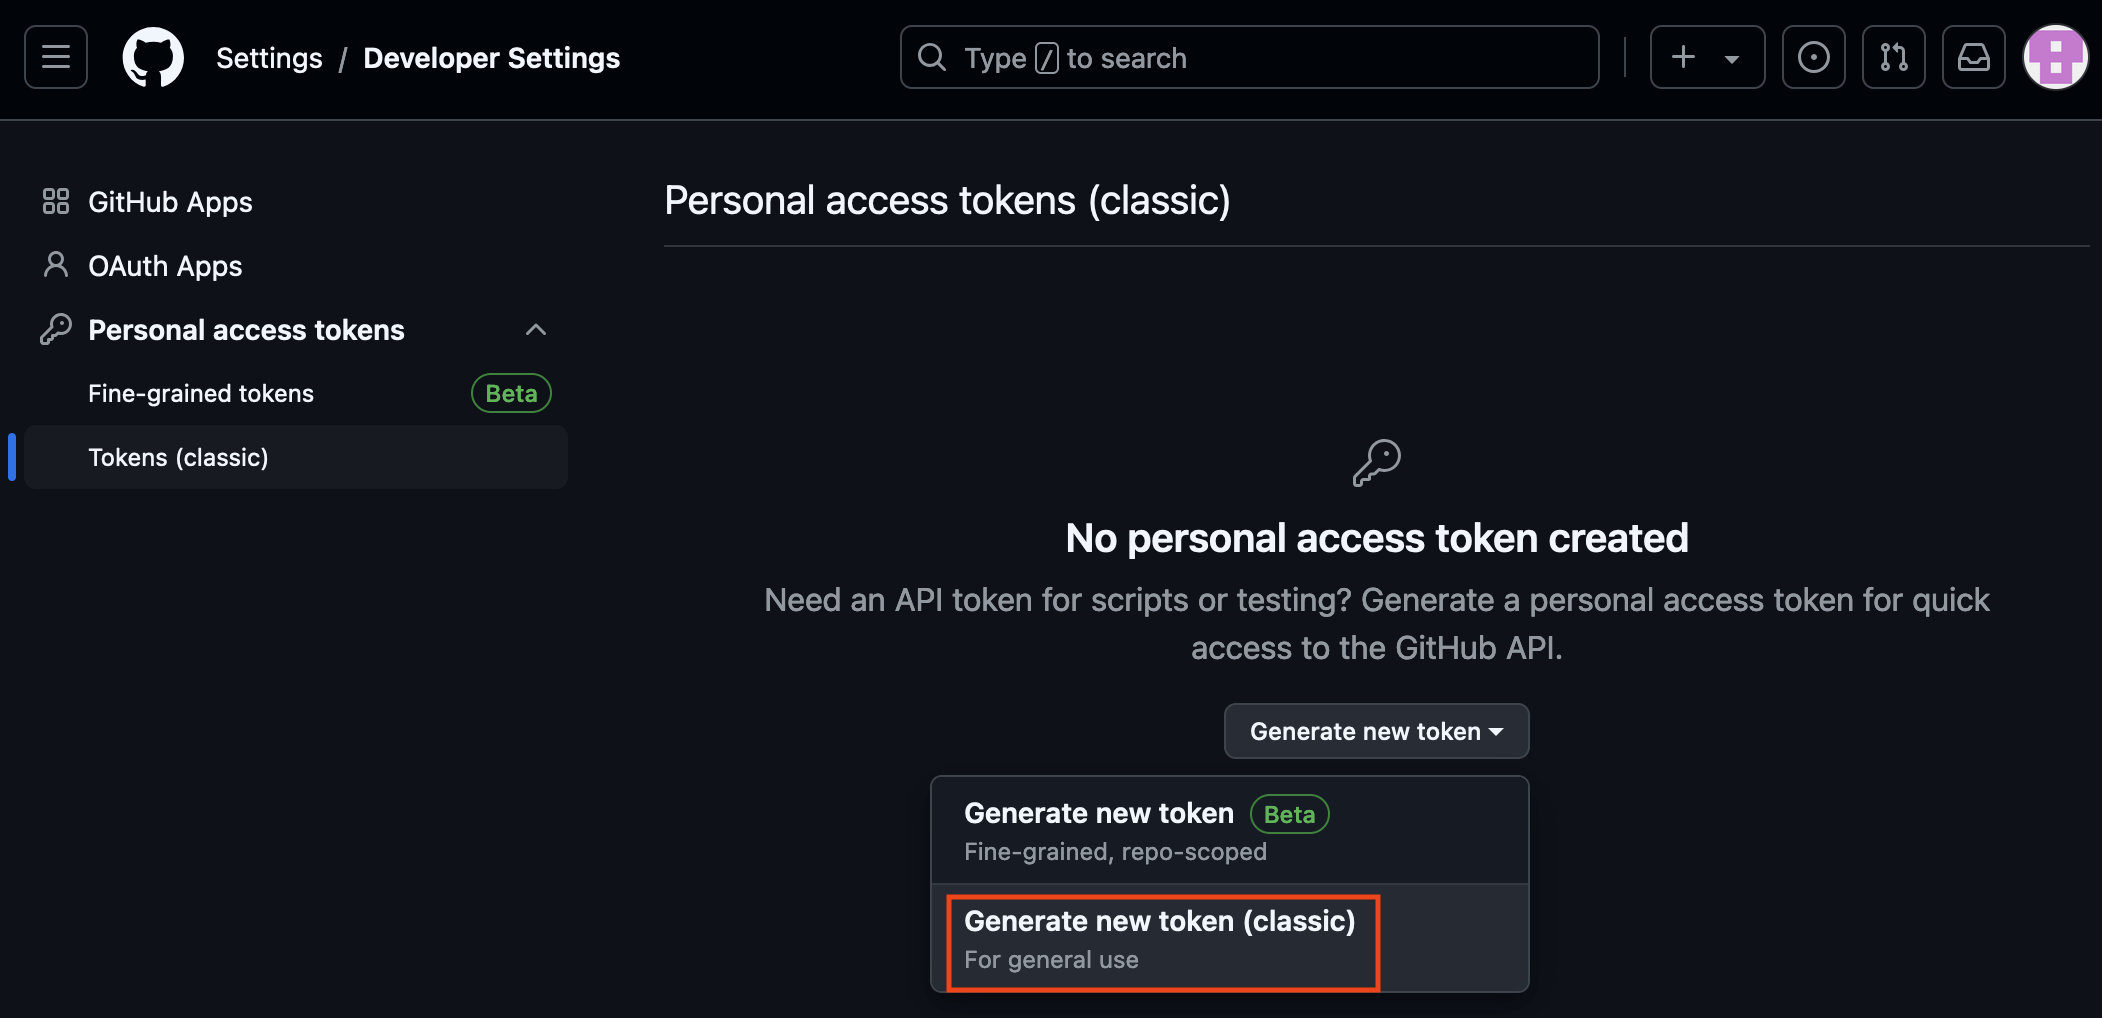 Settings / Developer Settings
Type / to search
GitHub Apps
OAuth Apps
Personal access tokens
Fine-grained tokens Beta
Tokens (classic)
Personal access tokens (classic)
No personal access token created
Need an API token for scripts or testing? Generate a personal access token for quick
access to the GitHub API.
Generate new token
Generate new token Beta
Fine-grained, repo-scoped
Generate new token (classic)
For general use